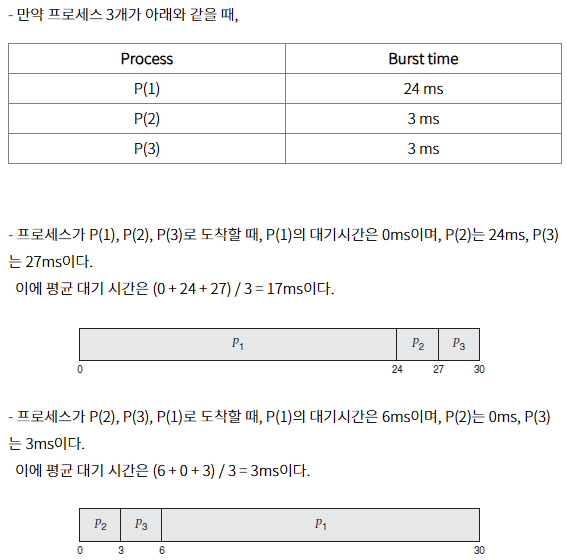 - 만약 프로세스 3개가 아래와 같을 때,
Process Burst time
P(1) 24 ms
P(2) 3 ms
P(3) 3 ms
- 프로세스가 P(1), P(2), P(3)로 도착할 때, P(1)의 대기시간은 0ms이며, P(2)는 24ms, P(3)
는 27ms이다.
이에 평균 대기 시간은 (0 + 24 + 27) / 3 = 17ms이다.
P1 P2 P3
0 24 27 30
- 프로세스가 P(2), P(3), P(1)로 도착할 때, P(1)의 대기시간은 6ms이며, P(2)는 0ms, P(3)
는 3ms이다.
이에 평균 대기 시간은 (6 + 0 + 3) / 3 = 3ms이다.
P2 P3 P1
0 3 6 30